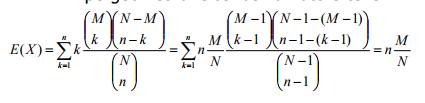 E(X) = \sum_{k=1}^{n} k \frac{\binom{M}{k}\binom{N-M}{n-k}}{\binom{N}{n}} = \sum_{k=1}^{n} n \frac{M}{N} \frac{\binom{M-1}{k-1}\binom{N-1-(M-1)}{n-1-(k-1)}}{\binom{N-1}{n-1}} = n \frac{M}{N}